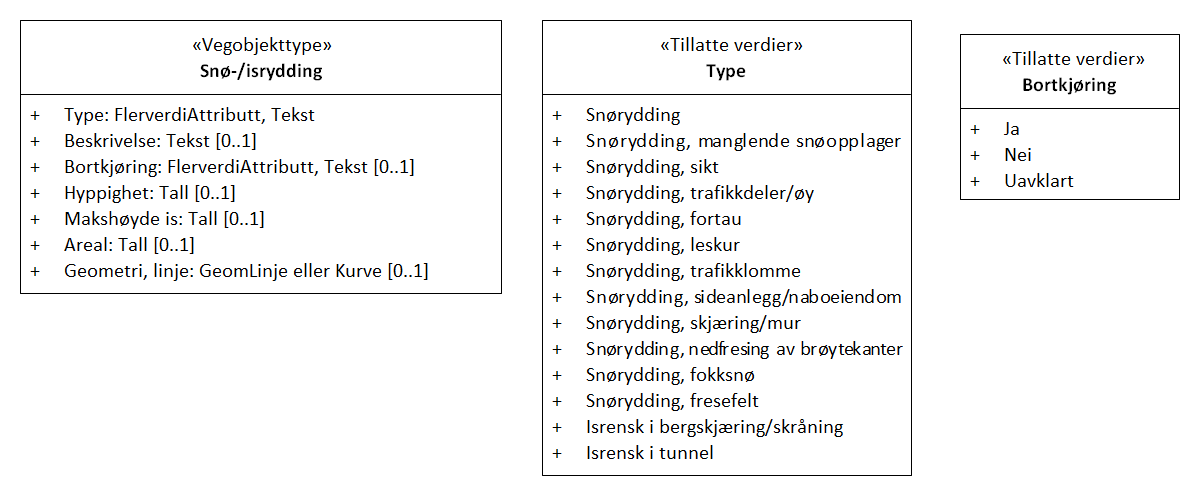 «Vegobjekttype»
Snø-/isrydding
+ Type: FlerverdiAttributt, Tekst
+ Beskrivelse: Tekst [0..1]
+ Bortkjøring: FlerverdiAttributt, Tekst [0..1]
+ Hyppighet: Tall [0..1]
+ Makshøyde is: Tall [0..1]
+ Areal: Tall [0..1]
+ Geometri, linje: GeomLinje eller Kurve [0..1]
«Tillatte verdier»
Type
+ Snørydding
+ Snørydding, manglende snøopplager
+ Snørydding, sikt
+ Snørydding, trafikkdeler/øy
+ Snørydding, fortau
+ Snørydding, leskur
+ Snørydding, trafikklomme
+ Snørydding, sideanlegg/naboeiendom
+ Snørydding, skjæring/mur
+ Snørydding, nedfresing av brøytekanter
+ Snørydding, fokksnø
+ Snørydding, fresefelt
+ Isrensk i bergskjæring/skråning
+ Isrensk i tunnel
«Tillatte verdier»
Bortkjøring
+ Ja
+ Nei
+ Uavklart